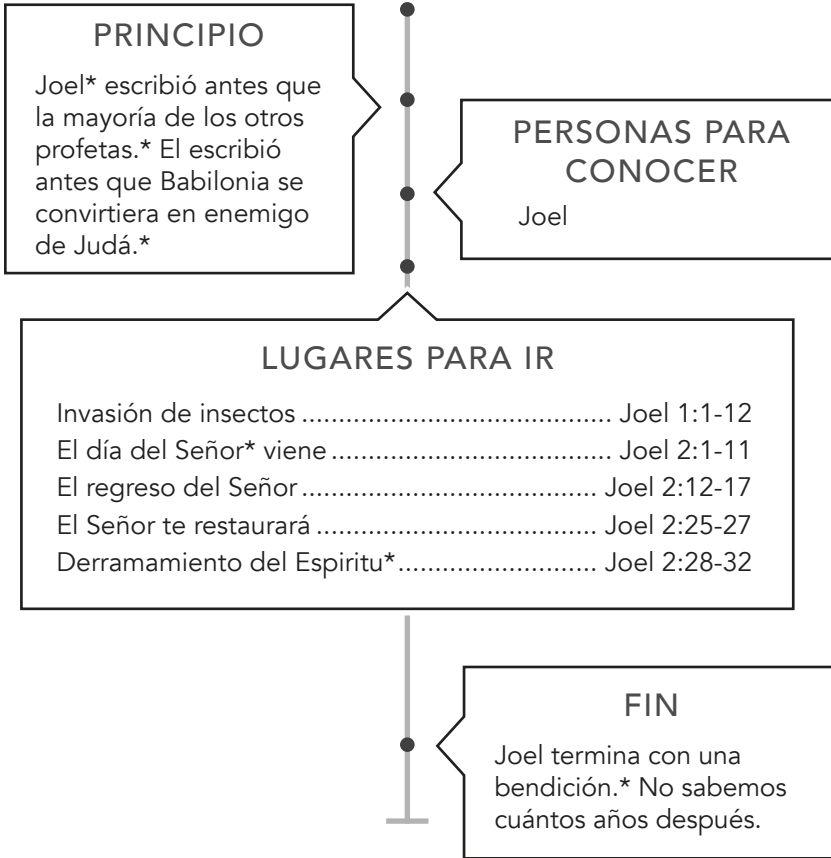 PRINCIPIO
Joel* escribió antes que
la mayoría de los otros
profetas.* El escribió
antes que Babilonia se
convirtiera en enemigo
de Judá.*
PERSONAS PARA
CONOCER
Joel
LUGARES PARA IR
Invasión de insectos ........................................ Joel 1:1-12
El día del Señor* viene ..................................... Joel 2:1-11
El regreso del Señor ...................................... Joel 2:12-17
El Señor te restaurará .................................... Joel 2:25-27
Derramamiento del Espiritu* .......................... Joel 2:28-32
FIN
Joel termina con una
bendición.* No sabemos
cuántos años después.